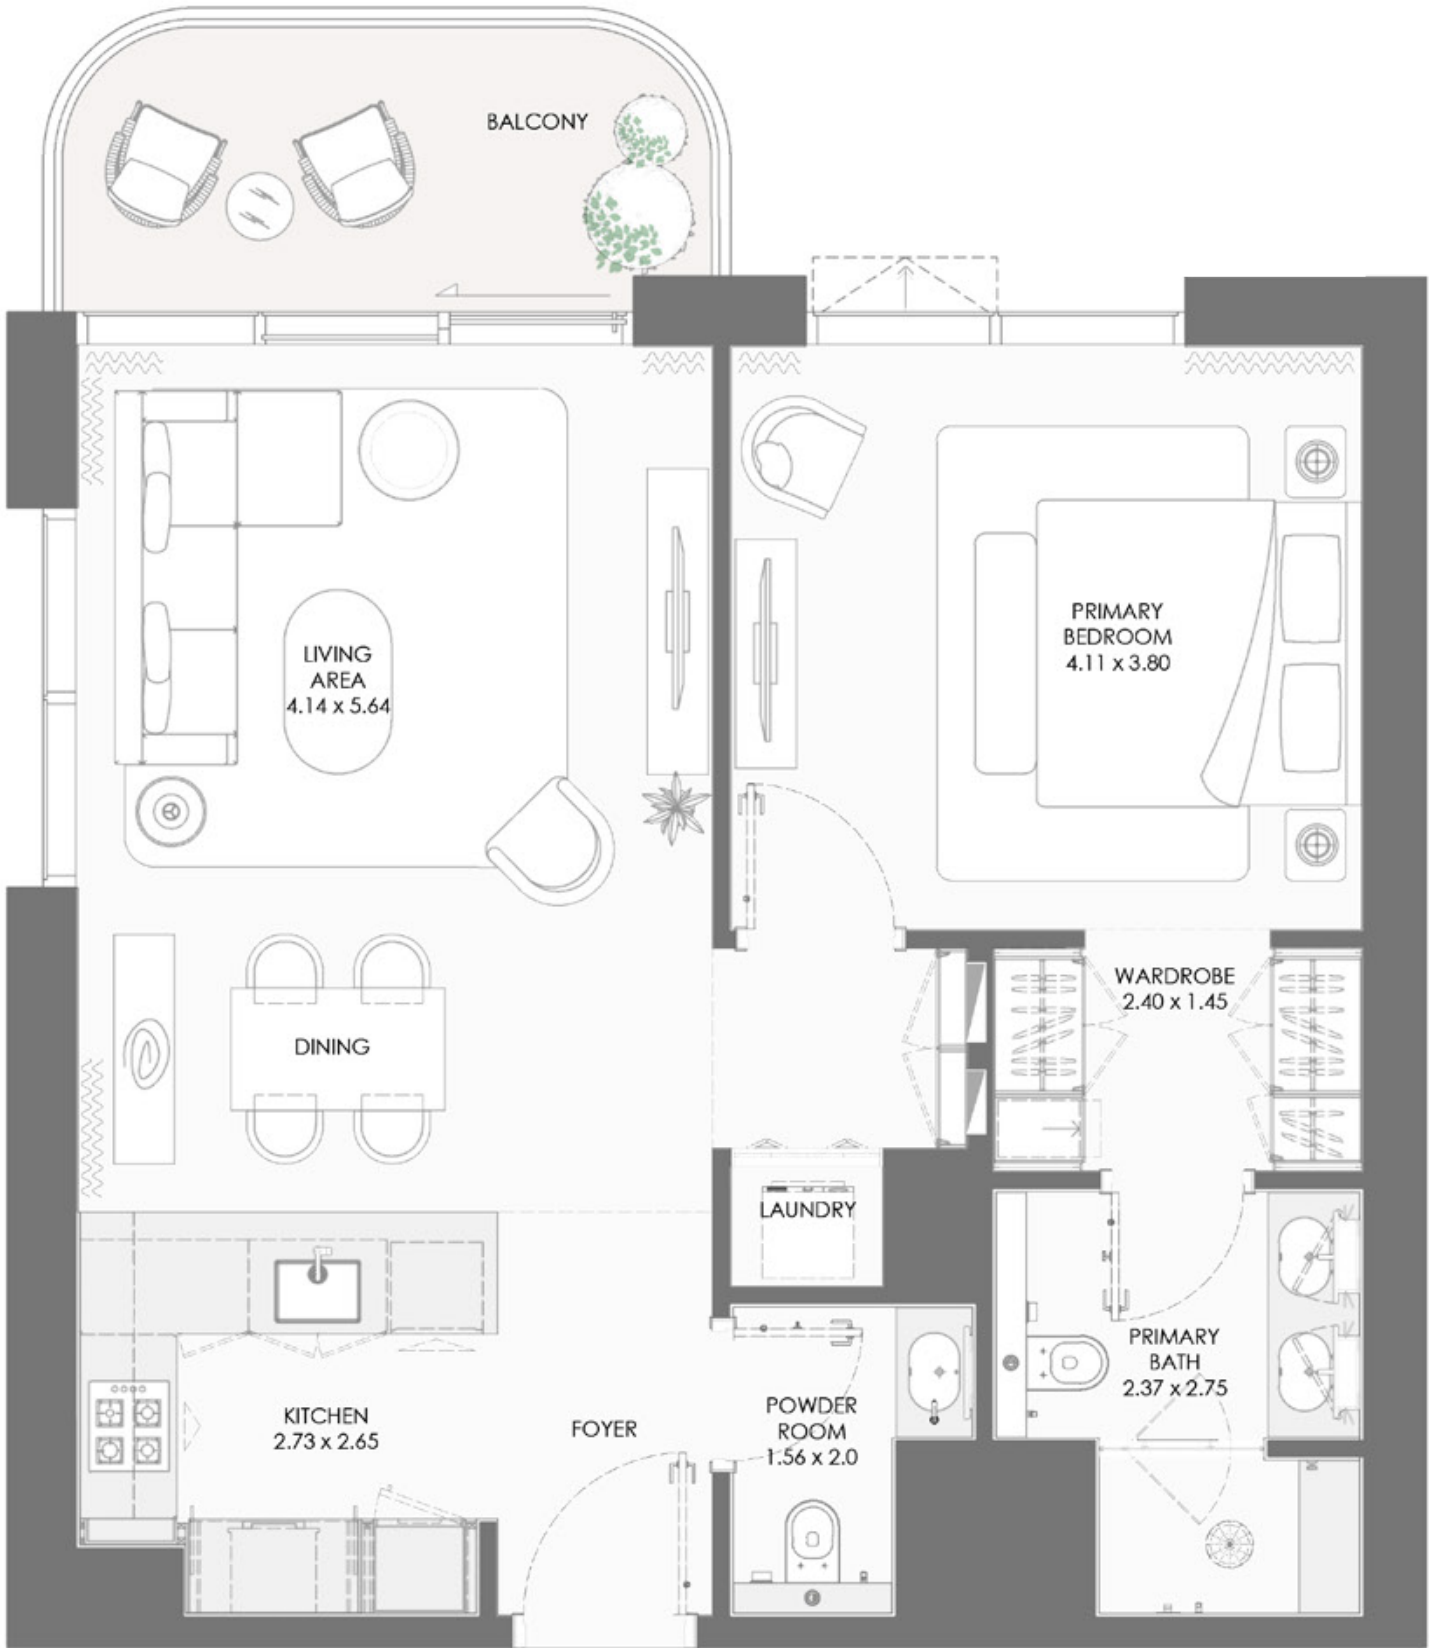 BALCONY
LIVING
AREA
4.14 x 5.64
PRIMARY
BEDROOM
4.11 x 3.80
WARDROBE
2.40 x 1.45
DINING
LAUNDRY
KITCHEN
2.73 x 2.65
FOYER
POWDER
ROOM
1.56 x 2.0
PRIMARY
BATH
2.37 x 2.75